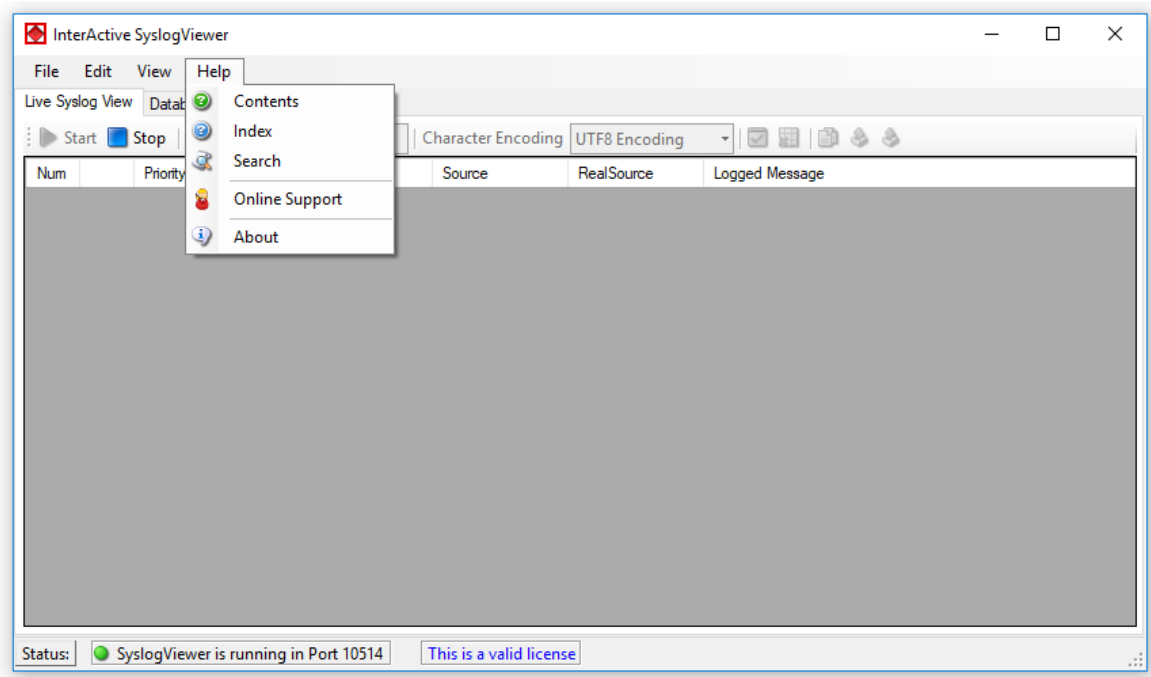 InterActive SyslogViewer
File Edit View Help
Live Syslog View Datab
Contents
Start Stop Character Encoding UTF8 Encoding
Index
Search
Num Priority Source RealSource Logged Message
Online Support
About
Status: SyslogViewer is running in Port 10514 This is a valid license